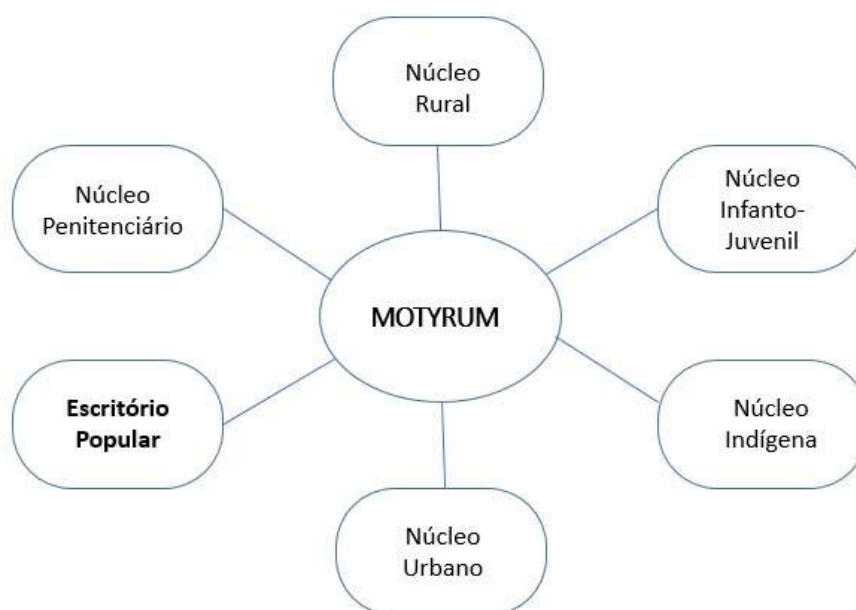 Núcleo
Rural
Núcleo
Penitenciário
Núcleo
Infanto-
Juvenil
MOTYRUM
Escritório
Popular
Núcleo
Indígena
Núcleo
Urbano